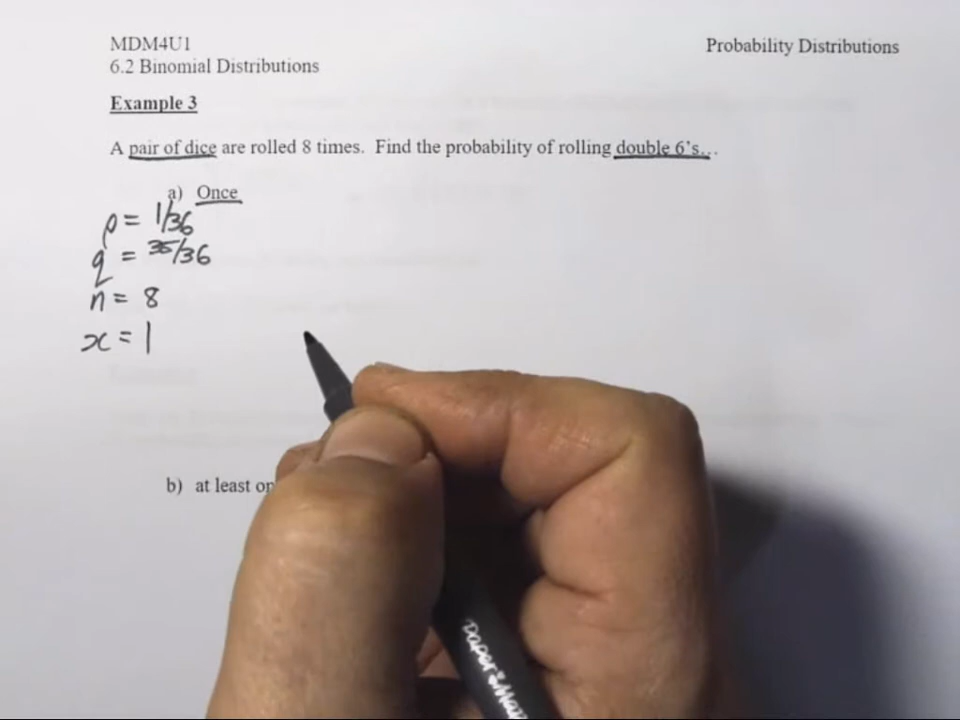 MDM4U1
Probability Distributions
6.2 Binomial Distributions
Example 3
A pair of dice are rolled 8 times. Find the probability of rolling double 6's...
a) Once
p = 1/36
q = 35/36
n = 8
x = 1
b) at least
paper